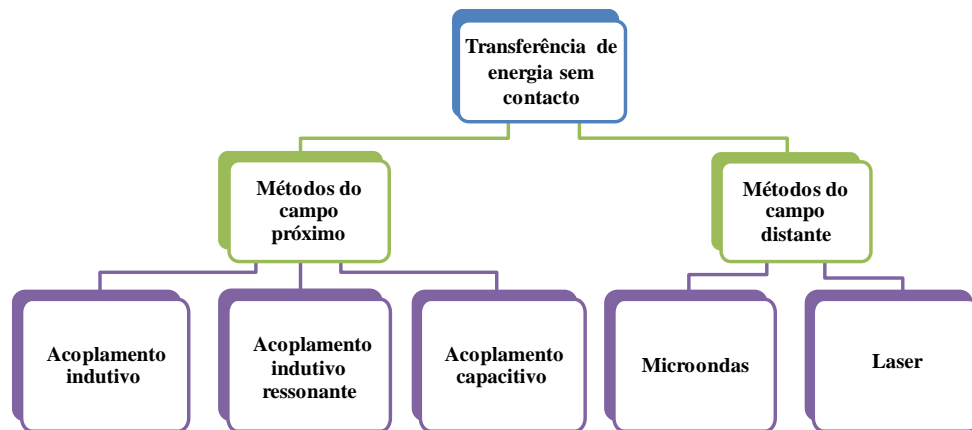 Transferência de
energia sem
contacto
Métodos do
campo
próximo
Métodos do
campo
distante
Acoplamento
indutivo
Acoplamento
indutivo
ressonante
Acoplamento
capacitivo
Microondas
Laser